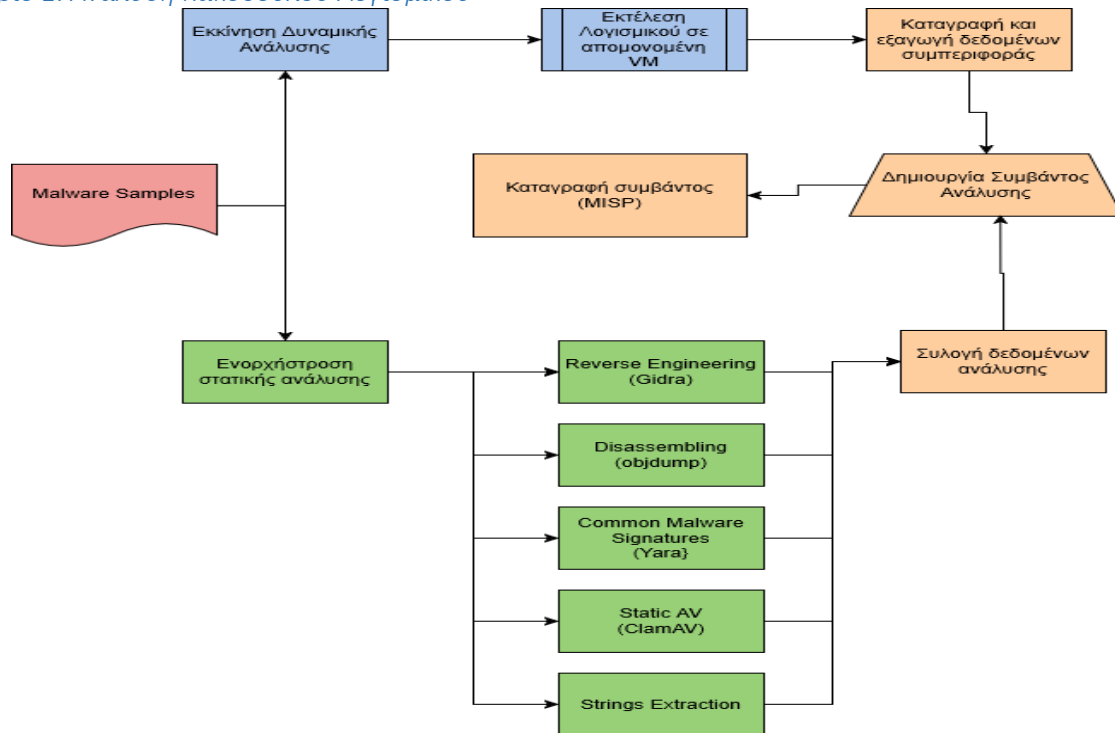 Εκκίνηση Δυναμικής
Ανάλυσης
Εκτέλεση
Λογισμικού σε
απομονομένη
VM
Καταγραφή και
εξαγωγή δεδομένων
συμπεριφοράς
Malware Samples
Καταγραφή συμβάντος
(MISP)
Δημιουργία Συμβάντος
Ανάλυσης
Ενορχήστροση
στατικής ανάλυσης
Reverse Engineering
(Gidra)
Συλογή δεδομένων
ανάλυσης
Disassembling
(objdump)
Common Malware
Signatures
(Yara}
Static AV
(ClamAV)
Strings Extraction